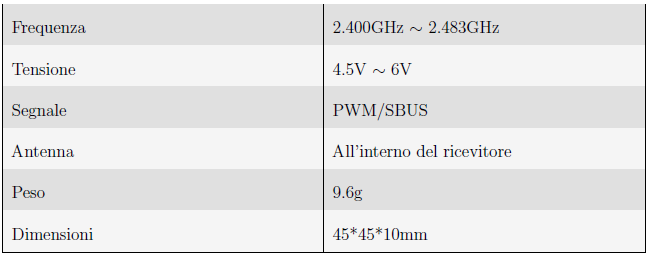 Frequenza 2.400GHz ∼ 2.483GHz
Tensione 4.5V ∼ 6V
Segnale PWM/SBUS
Antenna All'interno del ricevitore
Peso 9.6g
Dimensioni 45*45*10mm